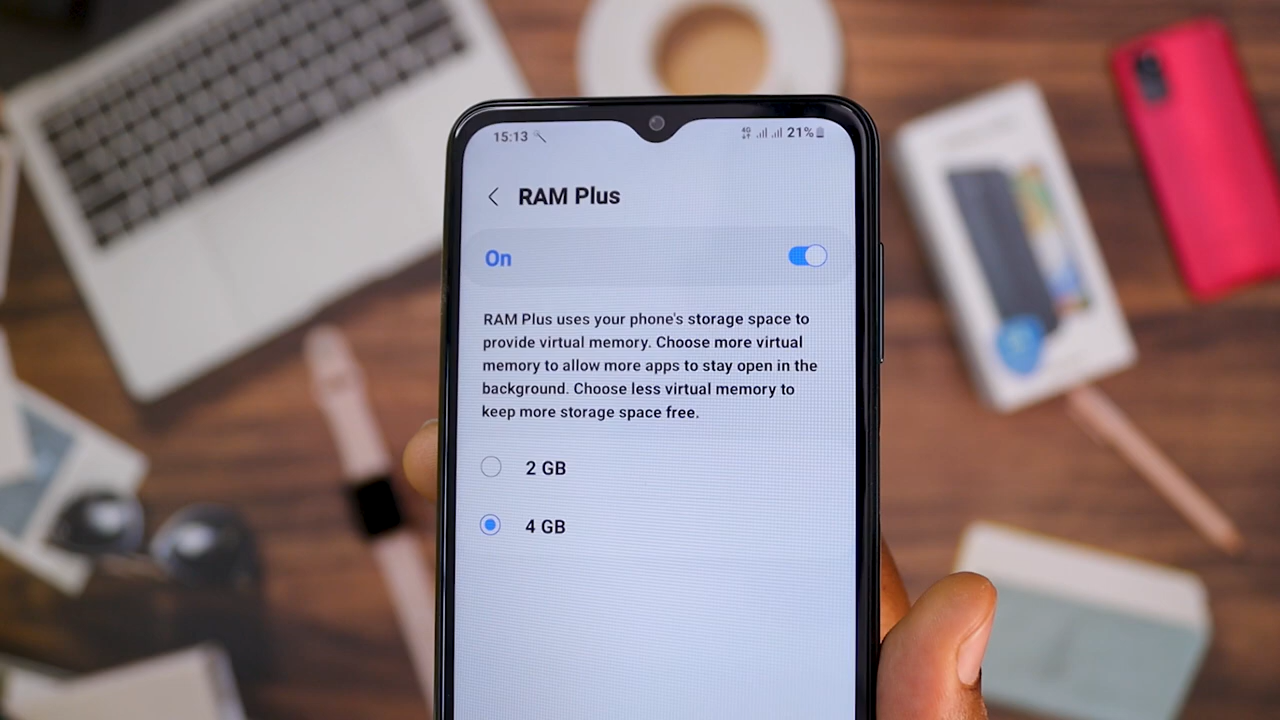 15:13
4G 21%
RAM Plus
On
RAM Plus uses your phone's storage space to
provide virtual memory. Choose more virtual
memory to allow more apps to stay open in the
background. Choose less virtual memory to
keep more storage space free.
2 GB
4 GB